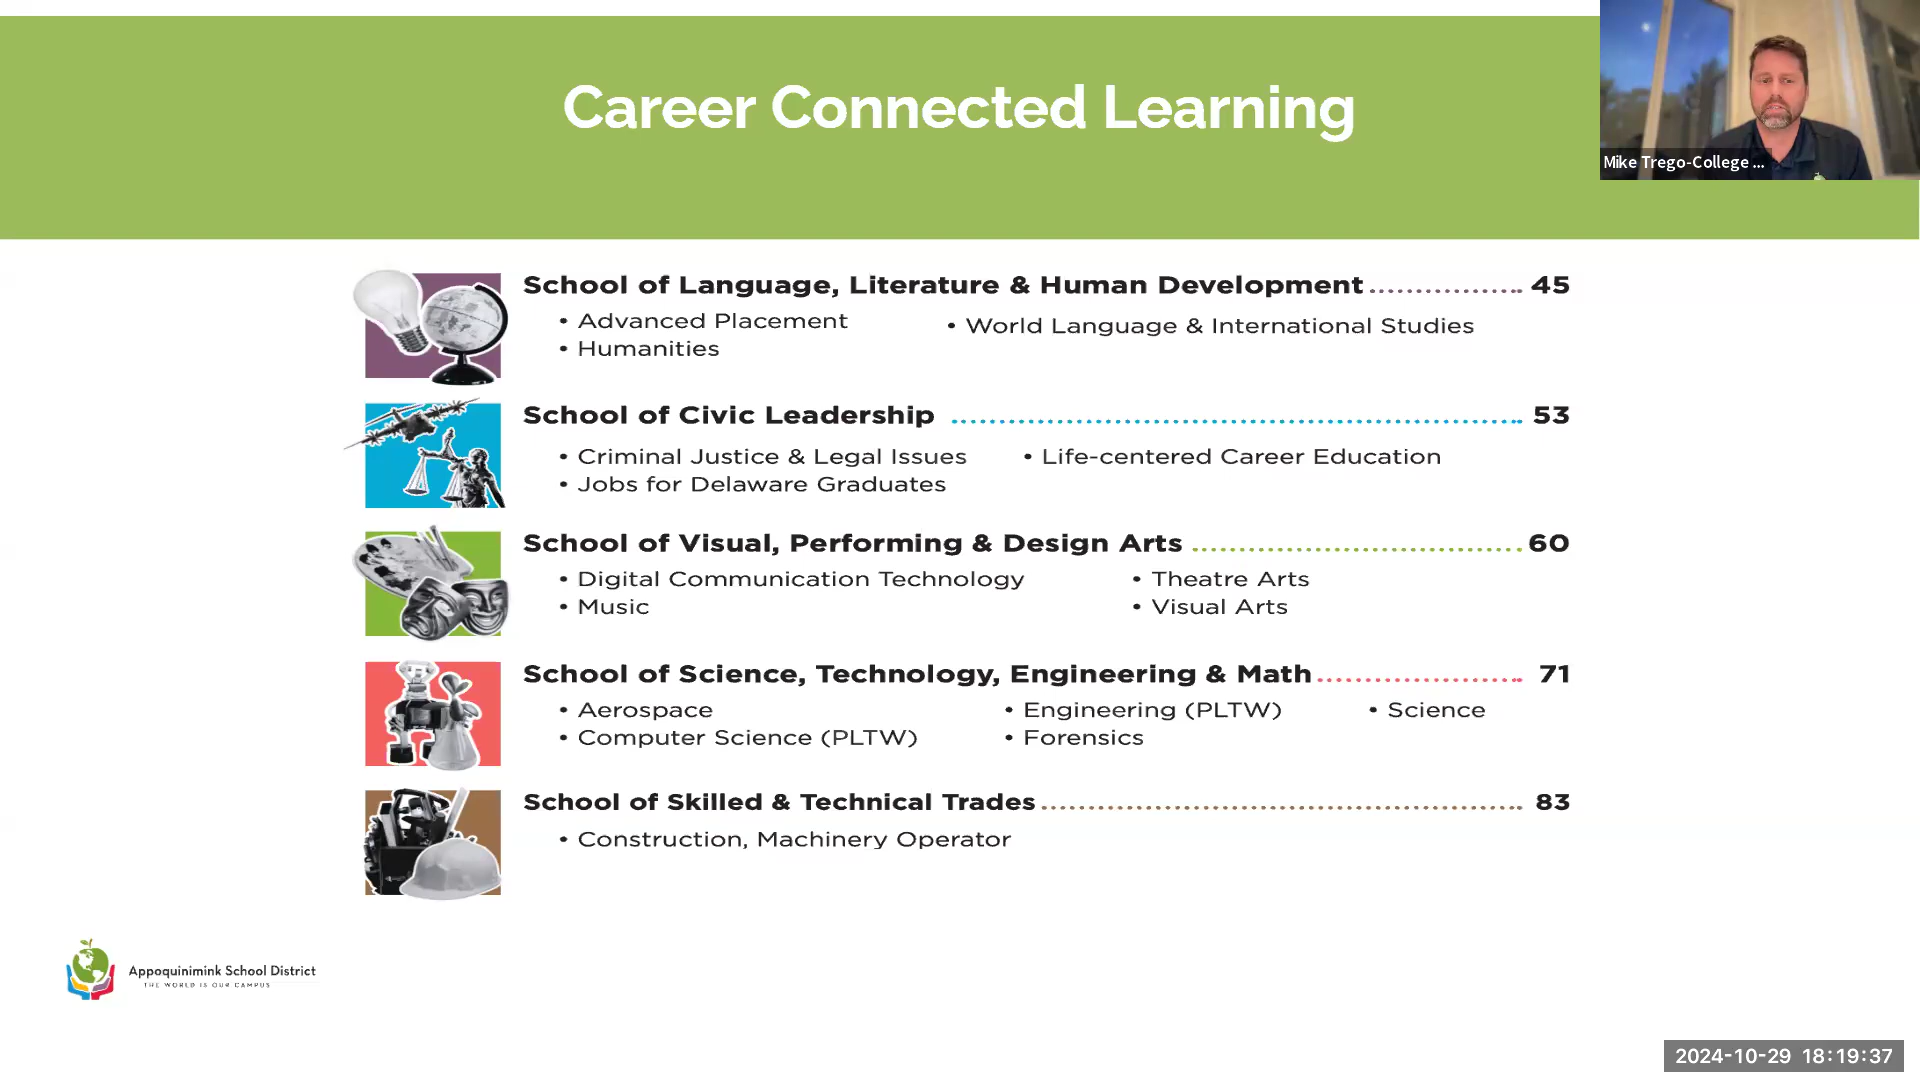 Career Connected Learning
Mike Trego-College ...
School of Language, Literature & Human Development ................ 45
• Advanced Placement
• World Language & International Studies
• Humanities
School of Civic Leadership ................ 53
• Criminal Justice & Legal Issues
• Life-centered Career Education
• Jobs for Delaware Graduates
School of Visual, Performing & Design Arts ................ 60
• Digital Communication Technology
• Theatre Arts
• Music
• Visual Arts
School of Science, Technology, Engineering & Math ................ 71
• Aerospace
• Engineering (PLTW)
• Science
• Computer Science (PLTW)
• Forensics
School of Skilled & Technical Trades ................ 83
• Construction, Machinery Operator
Appoquinimink School District
THE WORLD IS OUR CAMPUS
2024-10-29 18:19:37